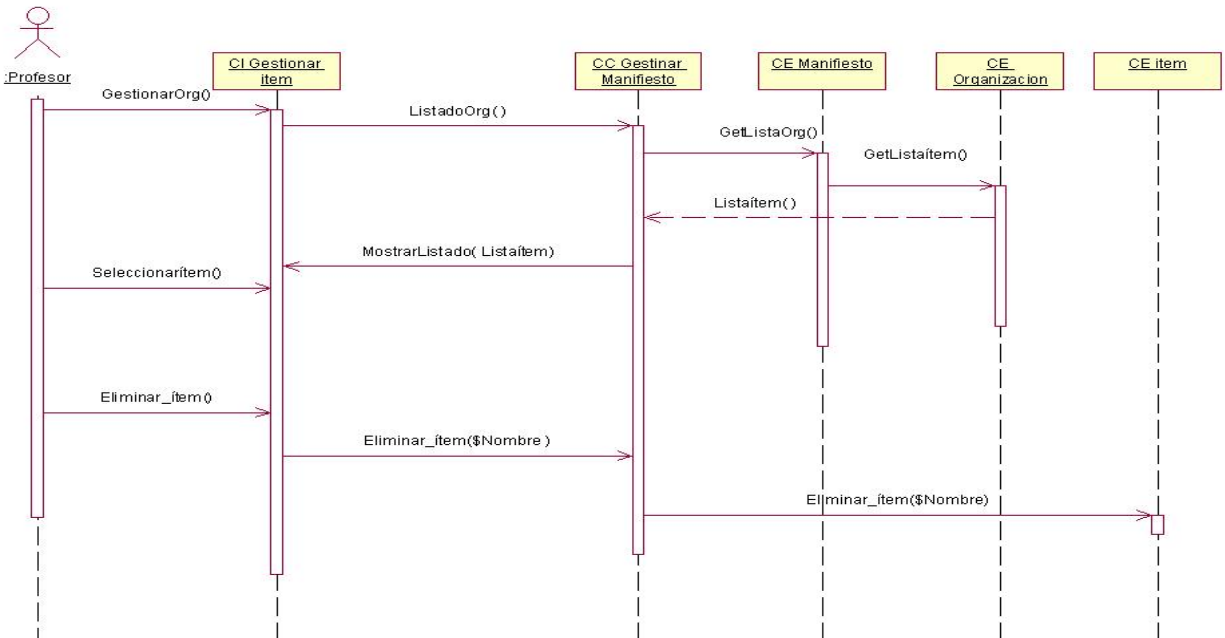 :Profesor
CI Gestionar
item
CC Gestinar
Manifiesto
CE Manifiesto
CE
Organizacion
CE item
GestionarOrg()
ListadoOrg( )
GetListaOrg()
GetListaítem()
Listaítem( )
MostrarListado( Listaítem)
Seleccionarítem()
Eliminar_ítem()
Eliminar_ítem($Nombre )
Eliminar_ítem($Nombre)